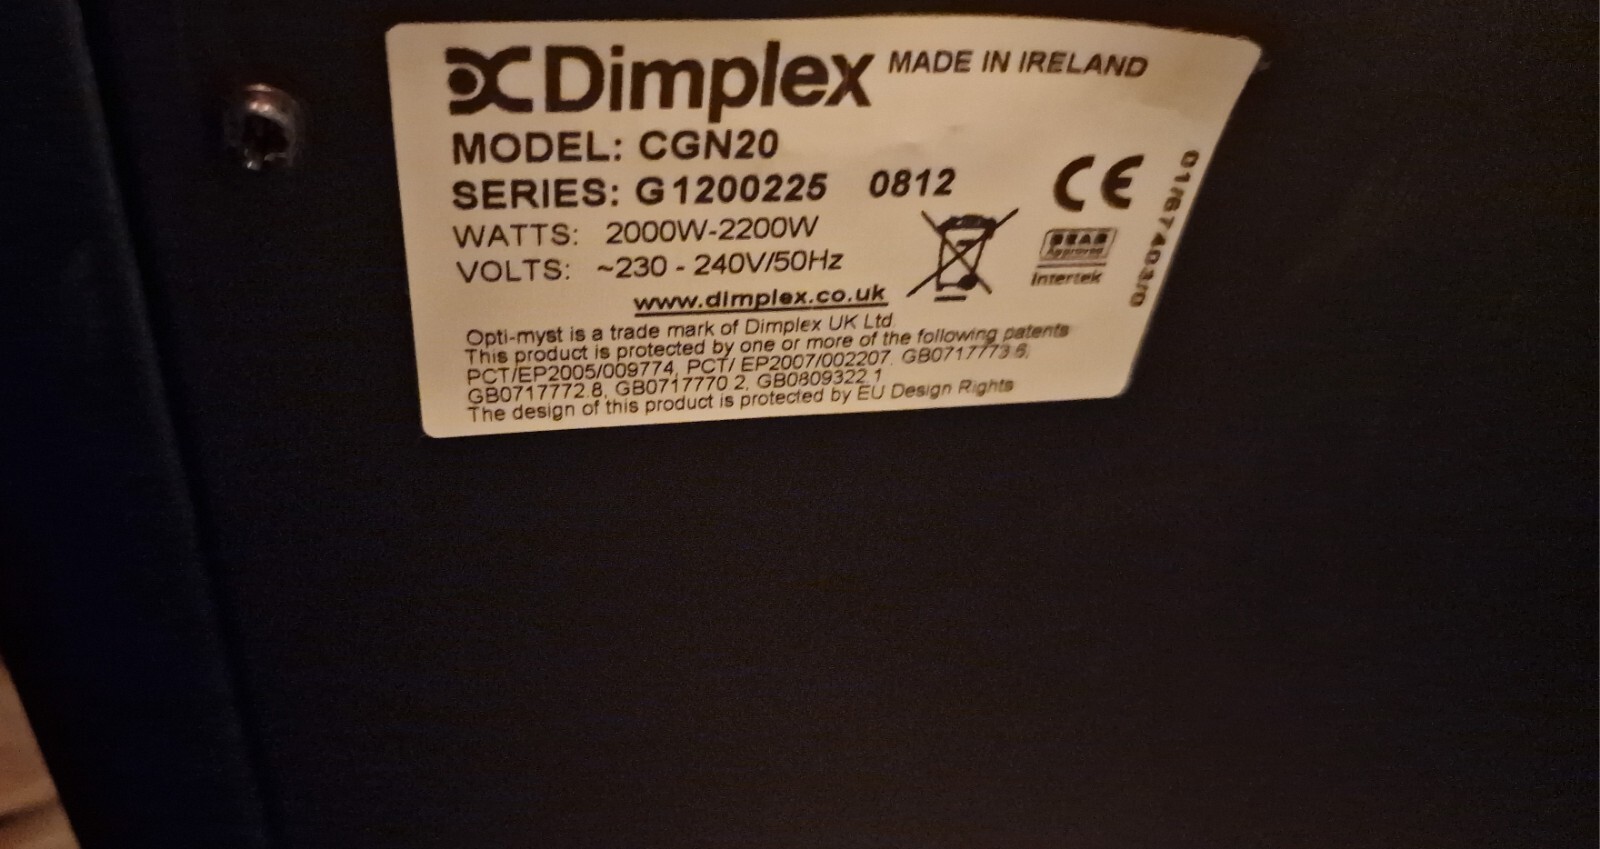 Dimplex MADE IN IRELAND
MODEL: CGN20
SERIES: G1200225 0812
WATTS: 2000W-2200W
VOLTS: ~230 - 240V/50Hz
www.dimplex.co.uk
CE
BEAB
Approved
Intertek
Opti-myst is a trade mark of Dimplex UK Ltd
This product is protected by one or more of the following patents
PCT/EP2005/009774, PCT/ EP2007/002207. GB0717773.6,
GB0717772.8, GB0717770 2, GB0809322.1
The design of this product is protected by EU Design Rights